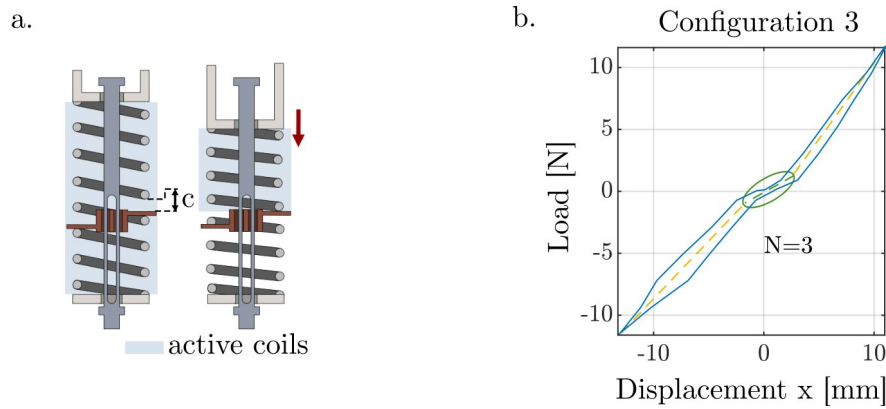 a.
c
active coils
b.
Configuration 3
Load [N]
10
5
0
-5
-10
N=3
-10
0
10
Displacement x [mm]